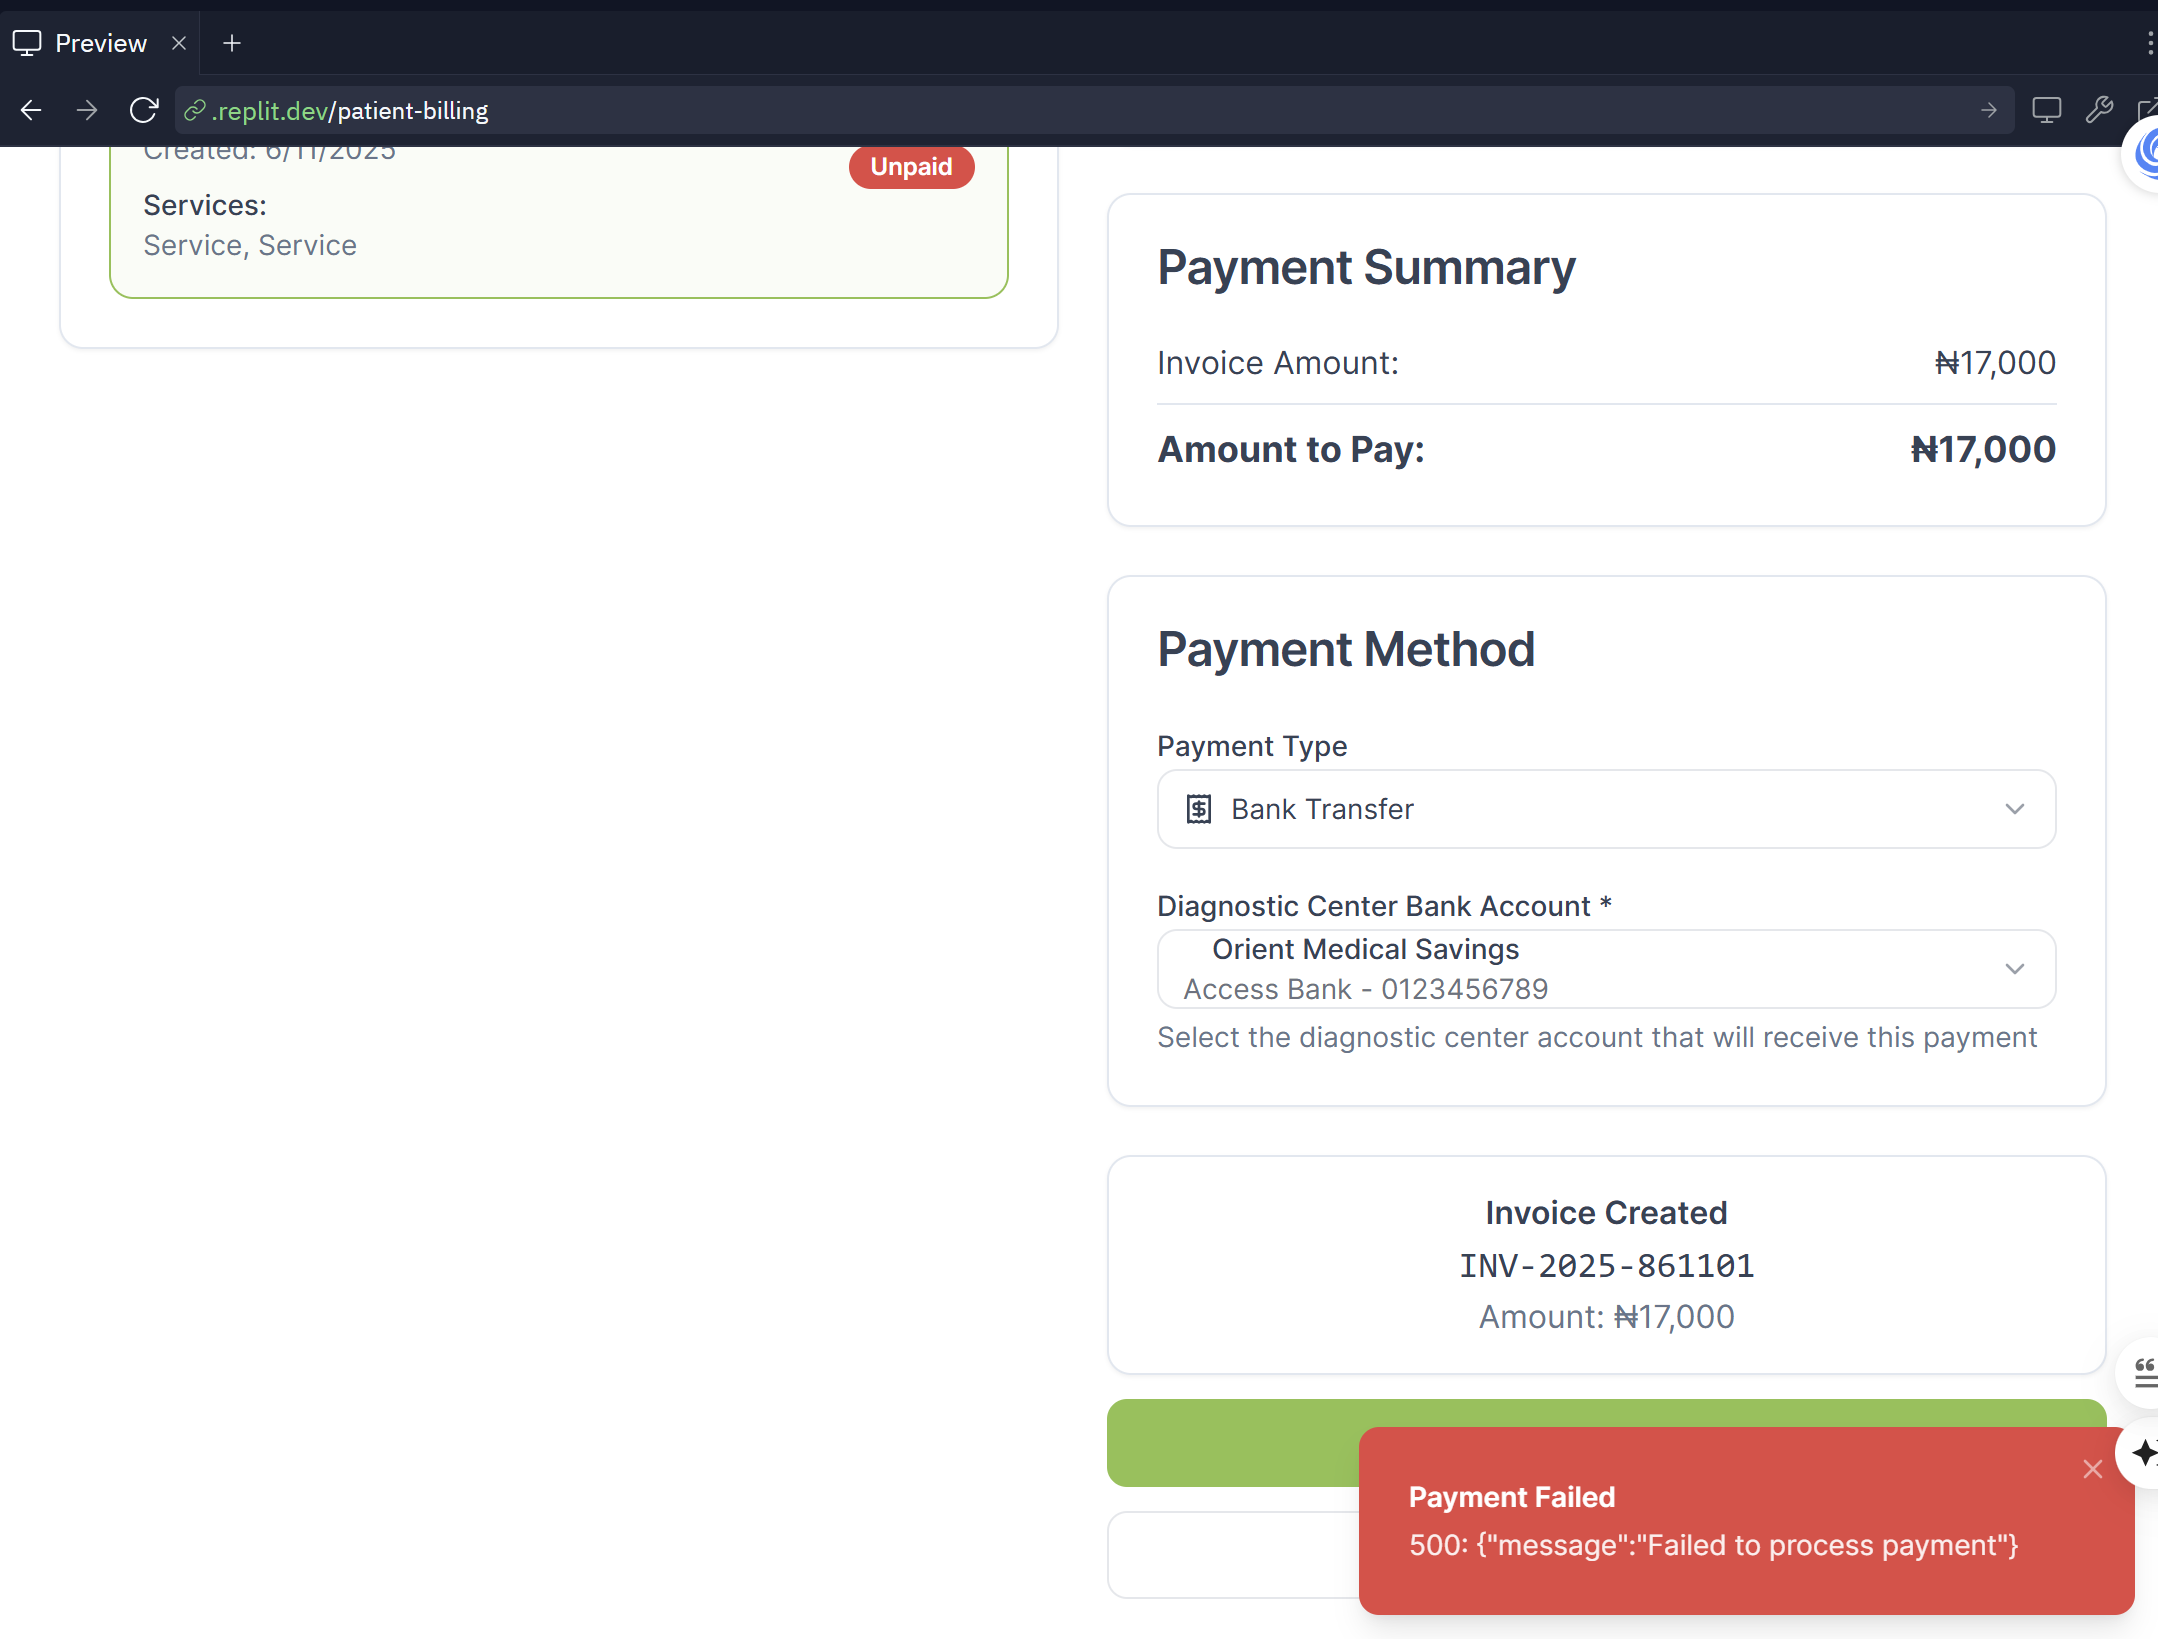 Preview
.replit.dev/patient-billing
Created: 6/11/2025
Unpaid
Services:
Service, Service
Payment Summary
Invoice Amount: ₦17,000
Amount to Pay: ₦17,000
Payment Method
Payment Type
Bank Transfer
Diagnostic Center Bank Account *
Orient Medical Savings
Access Bank - 0123456789
Select the diagnostic center account that will receive this payment
Invoice Created
INV-2025-861101
Amount: ₦17,000
Payment Failed
500: {"message":"Failed to process payment"}